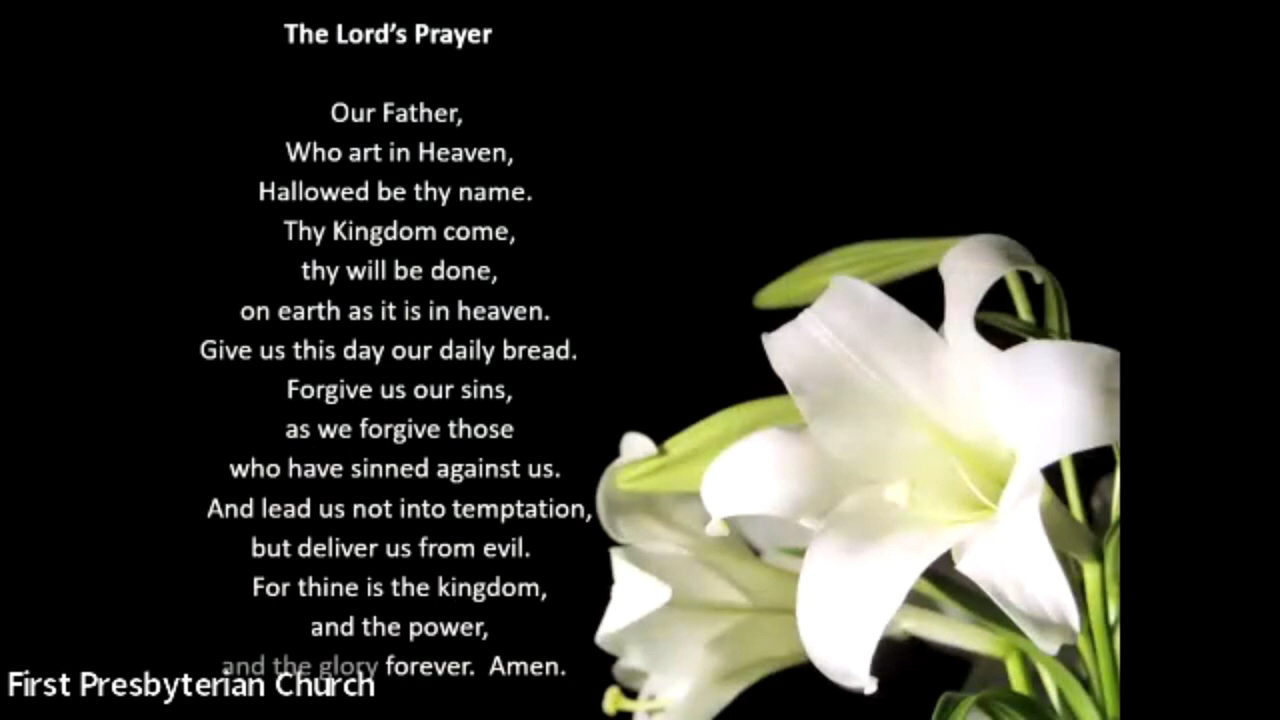 The Lord's Prayer
Our Father,
Who art in Heaven,
Hallowed be thy name.
Thy Kingdom come,
thy will be done,
on earth as it is in heaven.
Give us this day our daily bread.
Forgive us our sins,
as we forgive those
who have sinned against us.
And lead us not into temptation,
but deliver us from evil.
For thine is the kingdom,
and the power,
and the glory forever.  Amen.
First Presbyterian Church